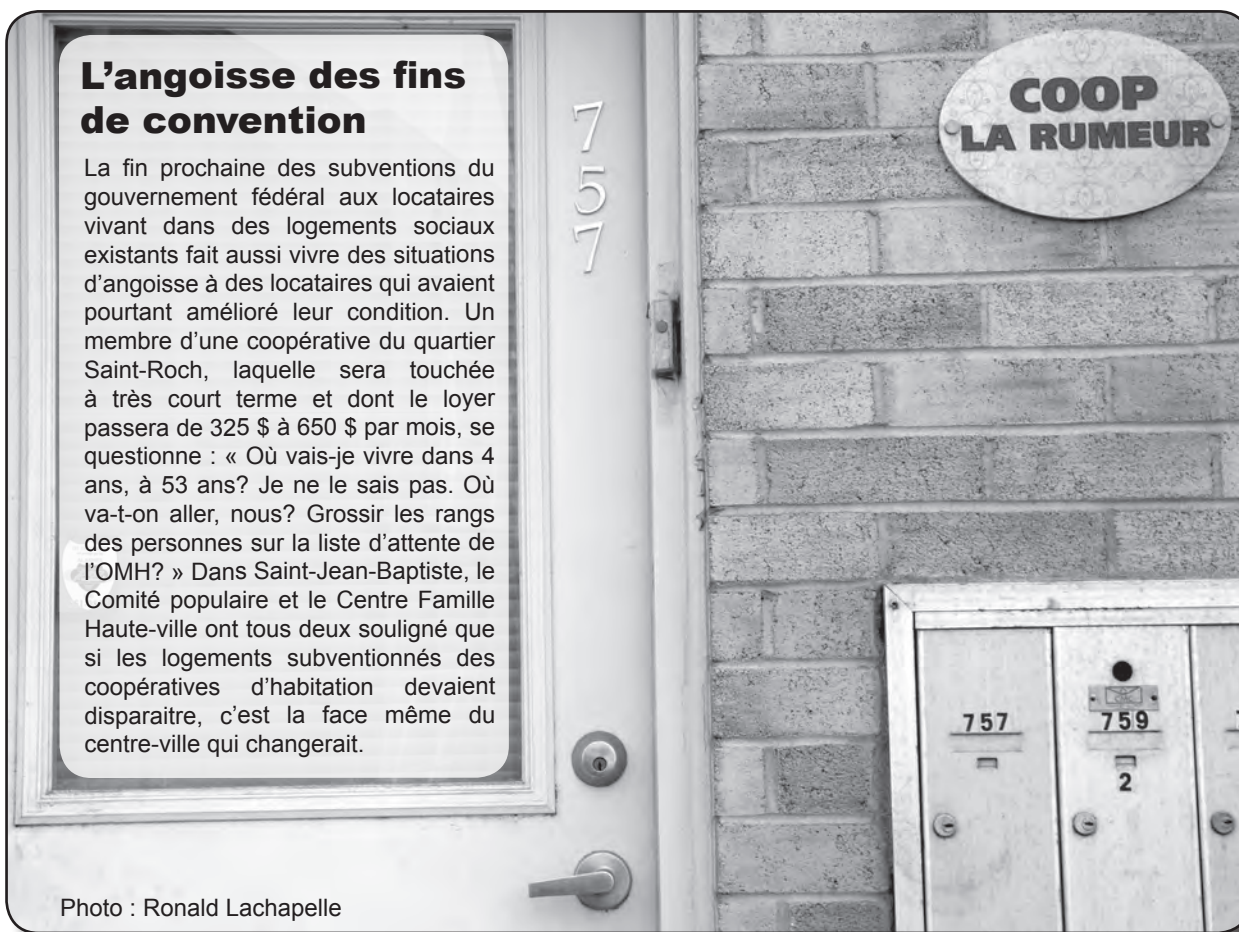 L'angoisse des fins
de convention
La fin prochaine des subventions du
gouvernement fédéral aux locataires
vivant dans des logements sociaux
existants fait aussi vivre des situations
d'angoisse à des locataires qui avaient
pourtant amélioré leur condition. Un
membre d'une coopérative du quartier
Saint-Roch, laquelle sera touchée
à très court terme et dont le loyer
passera de 325 $ à 650 $ par mois, se
questionne : « Où vais-je vivre dans 4
ans, à 53 ans? Je ne le sais pas. Où
va-t-on aller, nous? Grossir les rangs
des personnes sur la liste d'attente de
l'OMH? » Dans Saint-Jean-Baptiste, le
Comité populaire et le Centre Famille
Haute-ville ont tous deux souligné que
si les logements subventionnés des
coopératives d'habitation devaient
disparaitre, c'est la face même du
centre-ville qui changerait.
757
COOP
LA RUMEUR
757
759
2
Photo : Ronald Lachapelle